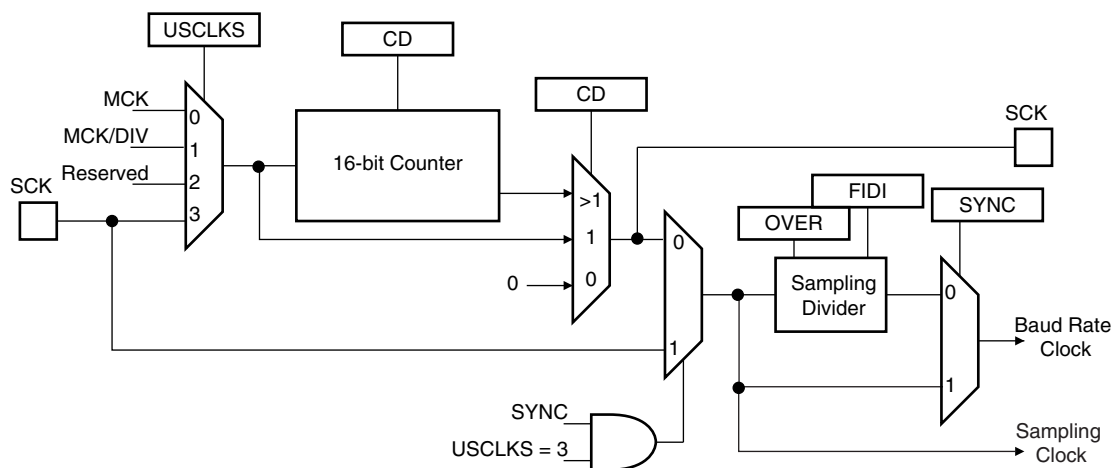 USCLKS
CD
MCK
MCK/DIV
Reserved
SCK
0
1
2
3
16-bit Counter
CD
>1
1
0
0
SCK
0
1
FIDI
OVER
SYNC
Sampling
Divider
0
1
Baud Rate
Clock
SYNC
USCLKS = 3
Sampling
Clock